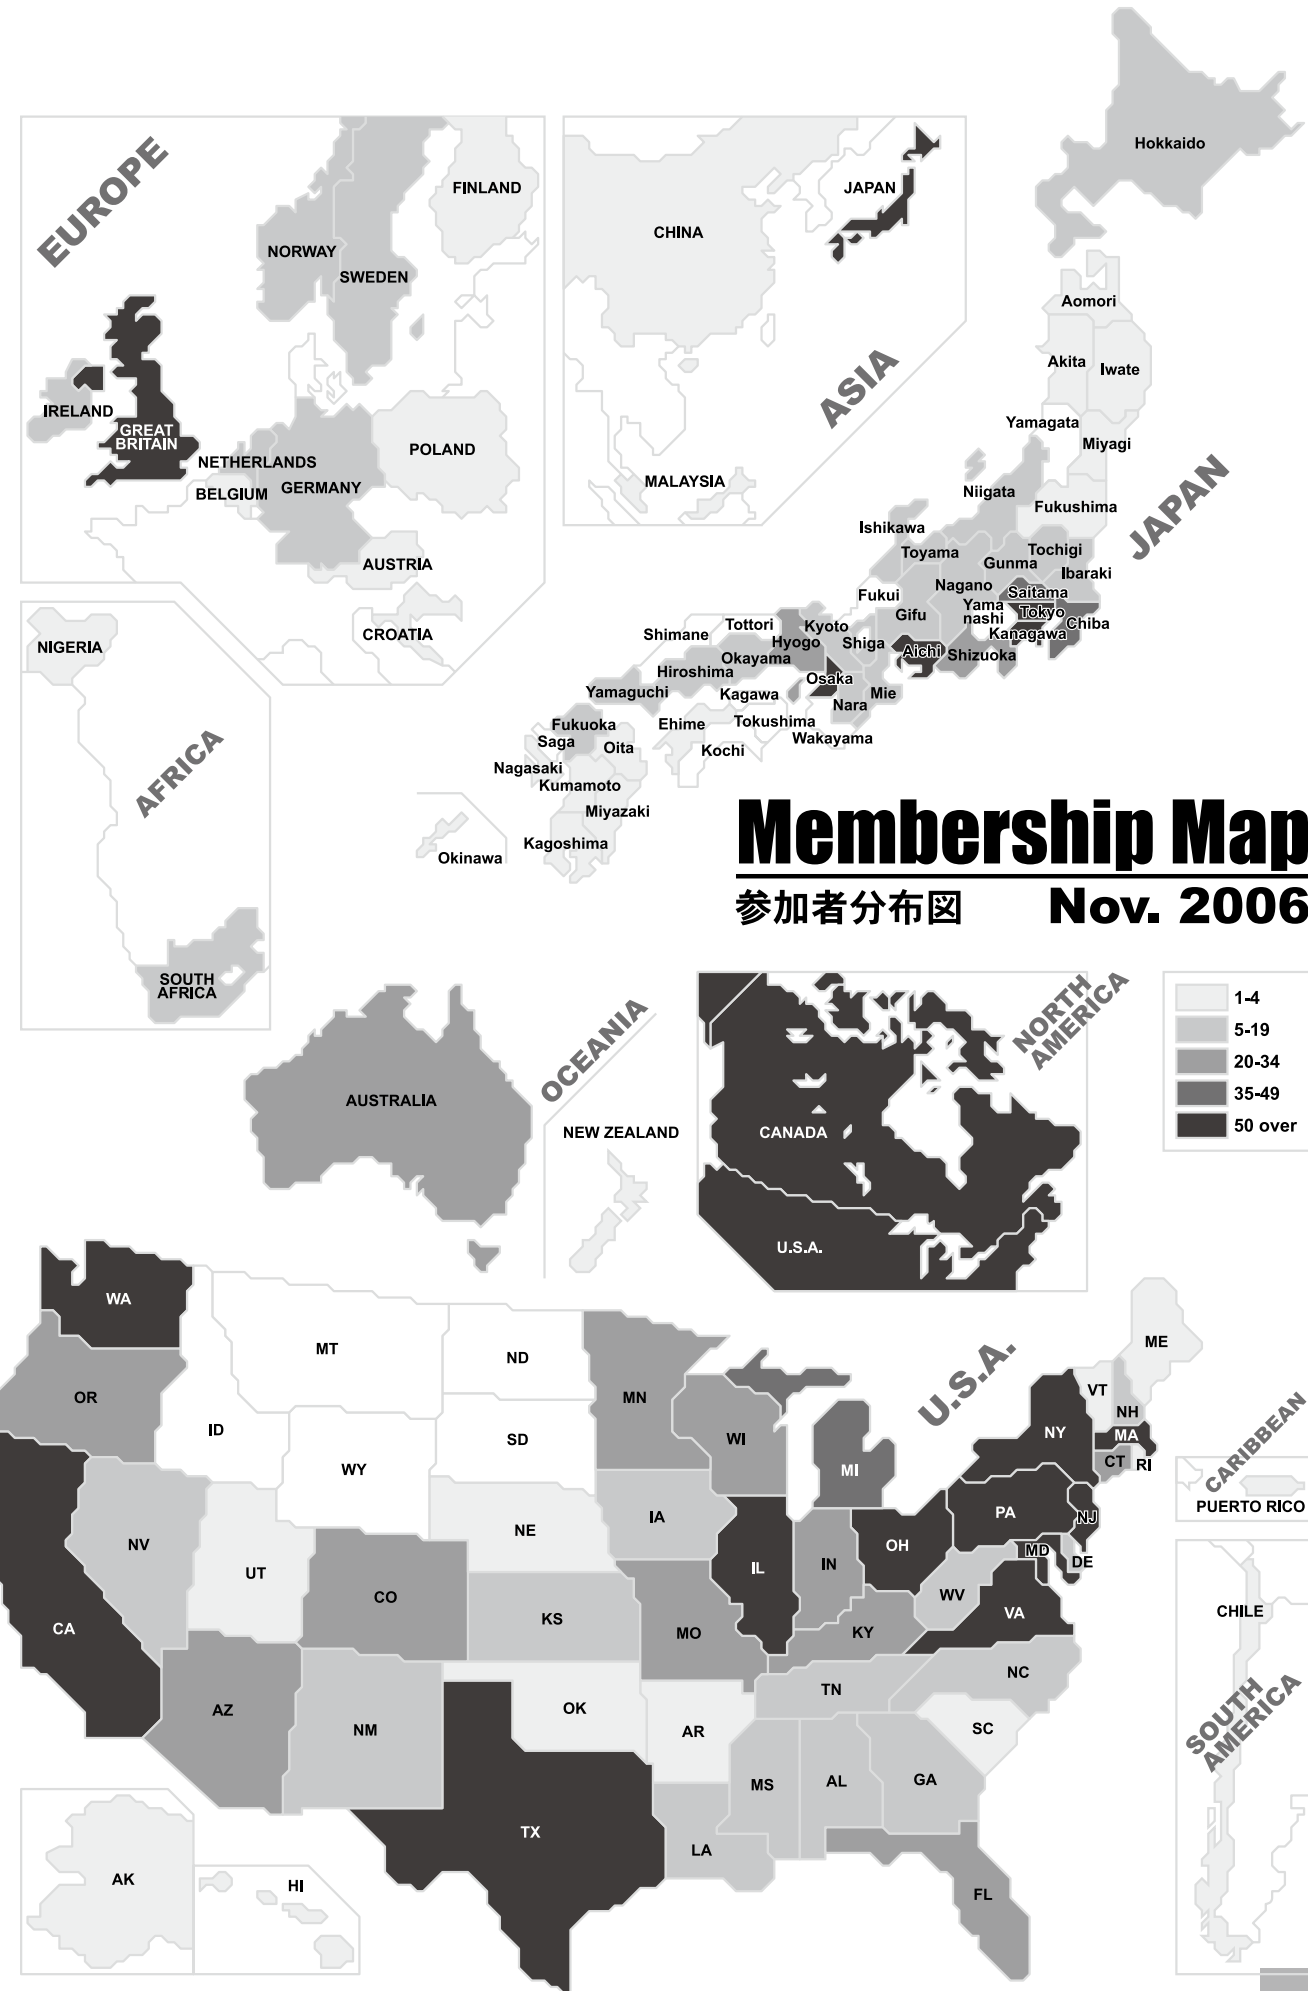 EUROPE
FINLAND
NORWAY
SWEDEN
IRELAND
GREAT
BRITAIN
NETHERLANDS
BELGIUM
GERMANY
POLAND
AUSTRIA
CROATIA
ASIA
CHINA
JAPAN
MALAYSIA
JAPAN
Hokkaido
Aomori
Akita
Iwate
Yamagata
Miyagi
Niigata
Fukushima
Ishikawa
Toyama
Tochigi
Gunma
Ibaraki
Nagano
Saitama
Fukui
Gifu
Yama
nashi
Tokyo
Chiba
Kanagawa
Shimane
Tottori
Kyoto
Hyogo
Shiga
Aichi
Shizuoka
Okayama
Hiroshima
Osaka
Yamaguchi
Kagawa
Nara
Mie
Fukuoka
Ehime
Tokushima
Wakayama
Saga
Oita
Kochi
Nagasaki
Kumamoto
Miyazaki
Kagoshima
Okinawa
AFRICA
NIGERIA
SOUTH
AFRICA
Membership Map
参加者分布図 Nov. 2006
1-4
5-19
20-34
35-49
50 over
OCEANIA
AUSTRALIA
NEW ZEALAND
NORTH
AMERICA
CANADA
U.S.A.
U.S.A.
WA
MT
ND
MN
ME
OR
ID
SD
WI
VT
NH
NY
MA
WY
MI
CT
RI
NE
IA
PA
NJ
NV
UT
IL
IN
OH
MD
DE
CO
KS
MO
KY
WV
VA
CA
AZ
NM
OK
AR
TN
NC
SC
MS
AL
GA
TX
LA
FL
AK
HI
CARIBBEAN
PUERTO RICO
CHILE
SOUTH
AMERICA